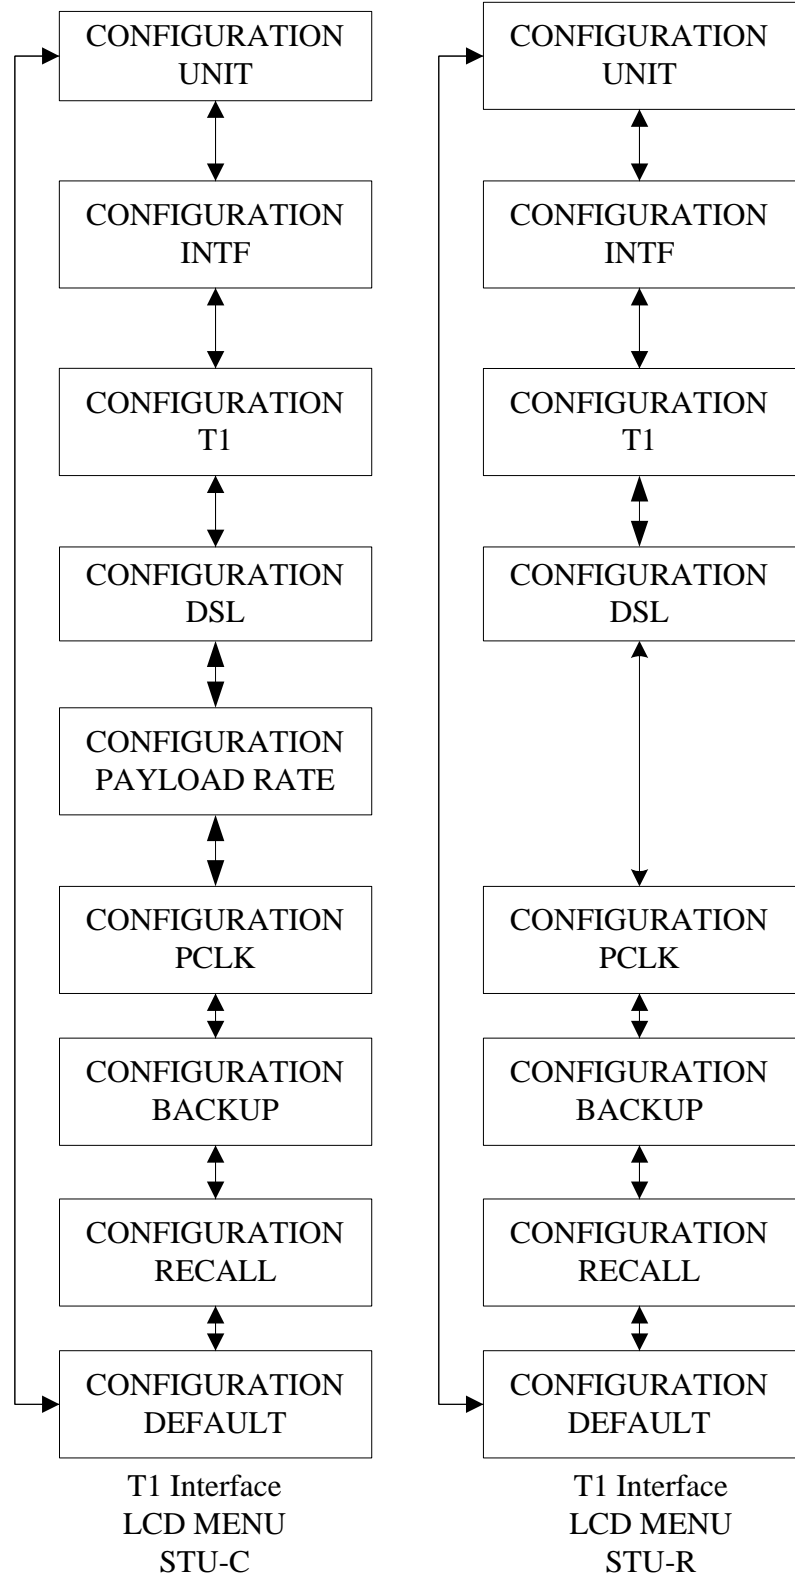 CONFIGURATION
UNIT
CONFIGURATION
INTF
CONFIGURATION
T1
CONFIGURATION
DSL
CONFIGURATION
PAYLOAD RATE
CONFIGURATION
PCLK
CONFIGURATION
BACKUP
CONFIGURATION
RECALL
CONFIGURATION
DEFAULT
T1 Interface
LCD MENU
STU-C
CONFIGURATION
UNIT
CONFIGURATION
INTF
CONFIGURATION
T1
CONFIGURATION
DSL
CONFIGURATION
PCLK
CONFIGURATION
BACKUP
CONFIGURATION
RECALL
CONFIGURATION
DEFAULT
T1 Interface
LCD MENU
STU-R